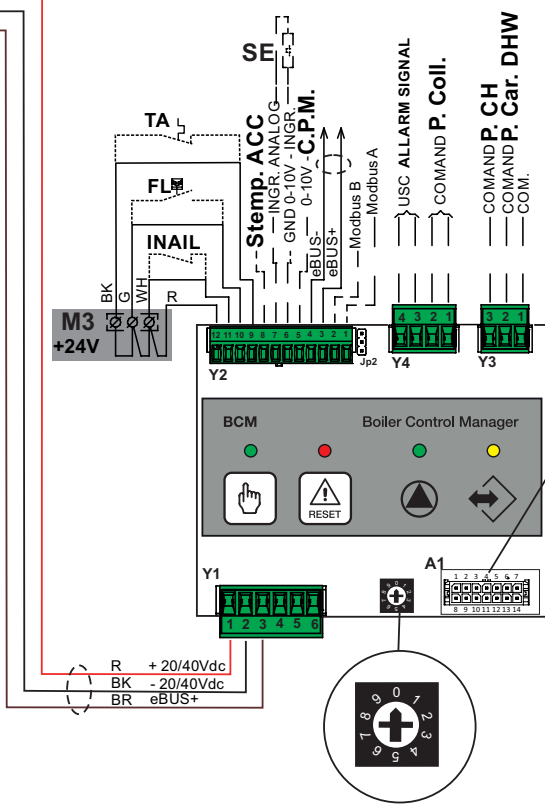 SE
TA
FL
INAIL
Stemp. ACC
INGR. ANALOG
GND 0-10V - INGR.
0-10V - C.P.M.
eBUS-
eBUS+
Modbus B
Modbus A
USC ALLARM SIGNAL
COMAND P. Coll.
COMAND P. CH
COMAND P. Car. DHW
COM.
BK
G
WH
R
M3
+24V
12 11 10 9 8 7 6 5 4 3 2 1
Y2
Jp2
4 3 2 1
Y4
3 2 1
Y3
BCM
Boiler Control Manager
RESET
Y1
1 2 3 4 5 6
A1
1 2 3 4 5 6 7
8 9 10 11 12 13 14
R + 20/40Vdc
BK - 20/40Vdc
BR eBUS+
0 1 2 3 4 5 6 7 8 9